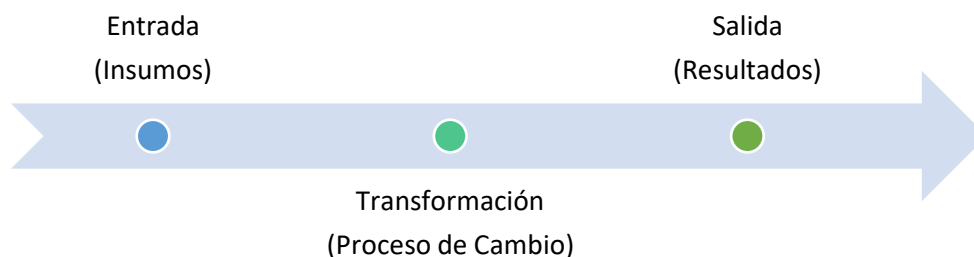 Entrada
(Insumos)
Salida
(Resultados)
Transformación
(Proceso de Cambio)